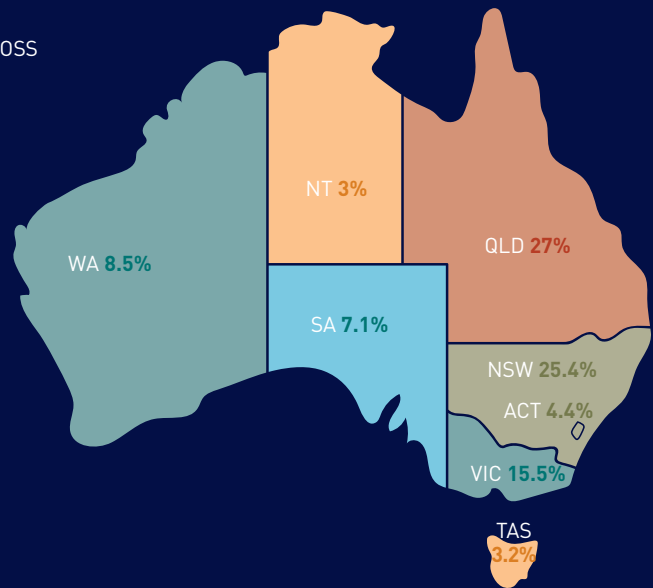 OSS
NT 3%
QLD 27%
WA 8.5%
SA 7.1%
NSW 25.4%
ACT 4.4%
VIC 15.5%
TAS
3.2%